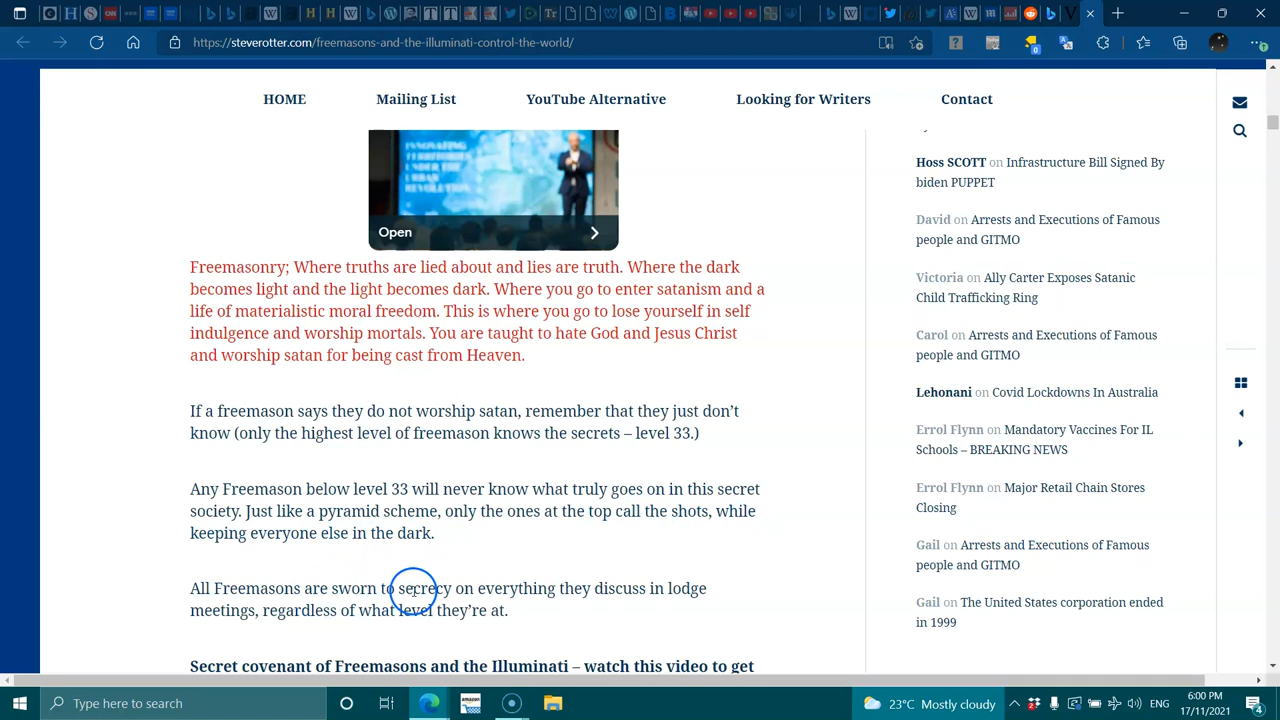 https://steverotter.com/freemasons-and-the-illuminati-control-the-world/
HOME
Mailing List
YouTube Alternative
Looking for Writers
Contact
INNOVATING
TERRITORIES
UNDER THE
URBAN
REVOLUTION
Open
Freemasonry; Where truths are lied about and lies are truth. Where the dark
becomes light and the light becomes dark. Where you go to enter satanism and a
life of materialistic moral freedom. This is where you go to lose yourself in self
indulgence and worship mortals. You are taught to hate God and Jesus Christ
and worship satan for being cast from Heaven.
If a freemason says they do not worship satan, remember that they just don't
know (only the highest level of freemason knows the secrets – level 33.)
Any Freemason below level 33 will never know what truly goes on in this secret
society. Just like a pyramid scheme, only the ones at the top call the shots, while
keeping everyone else in the dark.
All Freemasons are sworn to secrecy on everything they discuss in lodge
meetings, regardless of what level they're at.
Secret covenant of Freemasons and the Illuminati – watch this video to get
Hoss SCOTT on Infrastructure Bill Signed By
biden PUPPET
David on Arrests and Executions of Famous
people and GITMO
Victoria on Ally Carter Exposes Satanic
Child Trafficking Ring
Carol on Arrests and Executions of Famous
people and GITMO
Lehonani on Covid Lockdowns In Australia
Errol Flynn on Mandatory Vaccines For IL
Schools – BREAKING NEWS
Errol Flynn on Major Retail Chain Stores
Closing
Gail on Arrests and Executions of Famous
people and GITMO
Gail on The United States corporation ended
in 1999
Type here to search
23°C Mostly cloudy
ENG
6:00 PM
17/11/2021